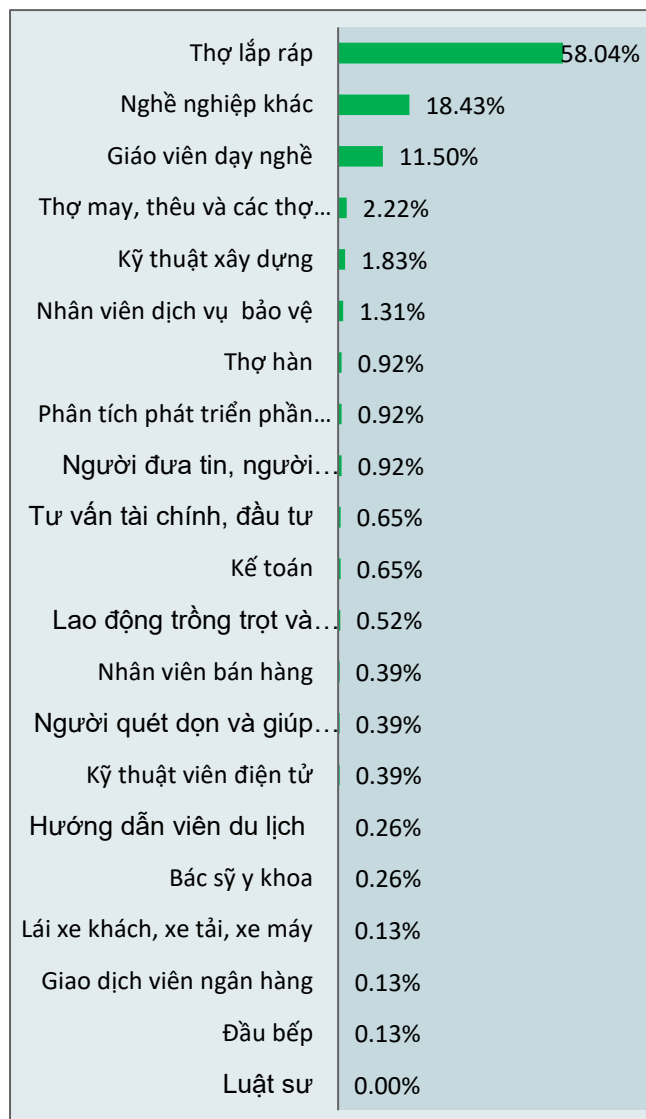 Thợ lắp ráp 58.04%
Nghề nghiệp khác 18.43%
Giáo viên dạy nghề 11.50%
Thợ may, thêu và các thợ… 2.22%
Kỹ thuật xây dựng 1.83%
Nhân viên dịch vụ  bảo vệ 1.31%
Thợ hàn 0.92%
Phân tích phát triển phần… 0.92%
Người đưa tin, người… 0.92%
Tư vấn tài chính, đầu tư 0.65%
Kế toán 0.65%
Lao động trồng trọt và… 0.52%
Nhân viên bán hàng 0.39%
Người quét dọn và giúp… 0.39%
Kỹ thuật viên điện tử 0.39%
Hướng dẫn viên du lịch 0.26%
Bác sỹ y khoa 0.26%
Lái xe khách, xe tải, xe máy 0.13%
Giao dịch viên ngân hàng 0.13%
Đầu bếp 0.13%
Luật sư 0.00%